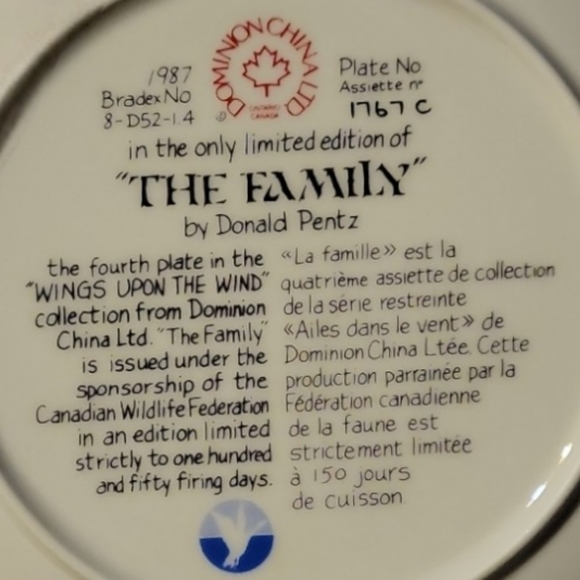 DOMINION CHINA LTD
ONTARIO
CANADA
©
1987
Bradex No
8-D52-1.4
Plate No
Assiette nº
1767 C
in the only limited edition of
"THE FAMILY"
by Donald Pentz
the fourth plate in the
"WINGS UPON THE WIND"
collection from Dominion
China Ltd. "The Family"
is issued under the
sponsorship of the
Canadian Wildlife Federation
in an edition limited
strictly to one hundred
and fifty firing days.
«La famille» est la
quatrième assiette de collection
de la série restreinte
«Ailes dans le vent» de
Dominion China Ltée. Cette
production parrainée par la
Fédération canadienne
de la faune est
strictement limitée
à 150 jours
de cuisson.